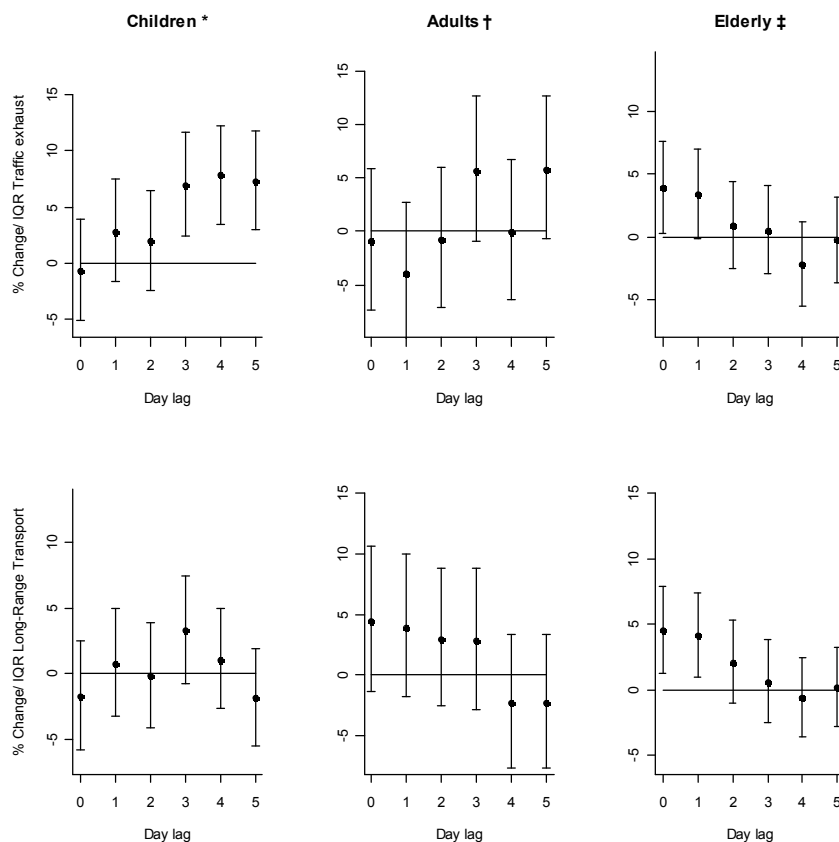 Children *
Adults †
Elderly ‡
% Change/ IQR Traffic exhaust
15
10
5
0
-5
0 1 2 3 4 5
Day lag
15
10
5
0
-5
0 1 2 3 4 5
Day lag
10
5
0
-5
0 1 2 3 4 5
Day lag
% Change/ IQR Long-Range Transport
10
5
0
-5
0 1 2 3 4 5
Day lag
15
10
5
0
-5
0 1 2 3 4 5
Day lag
15
10
5
0
-5
0 1 2 3 4 5
Day lag